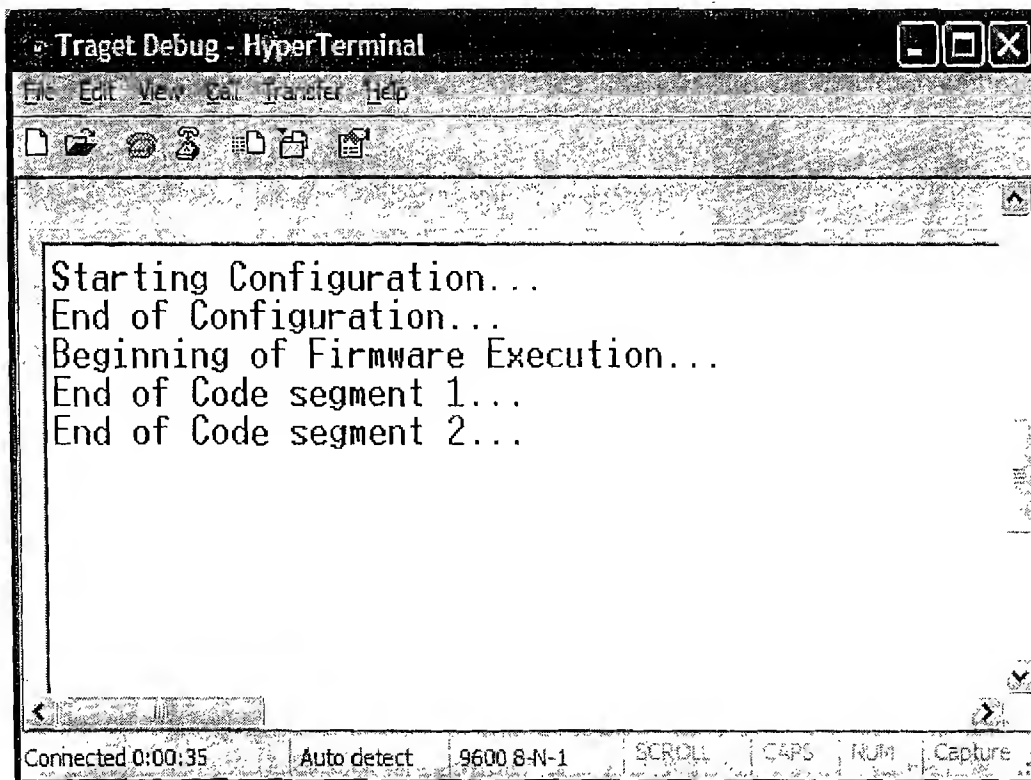 Traget Debug - HyperTerminal
File Edit View Call Transfer Help
Starting Configuration...
End of Configuration...
Beginning of Firmware Execution...
End of Code segment 1...
End of Code segment 2...
Connected 0:00:35 Auto detect 9600 8-N-1 SCROLL CAPS NUM Capture